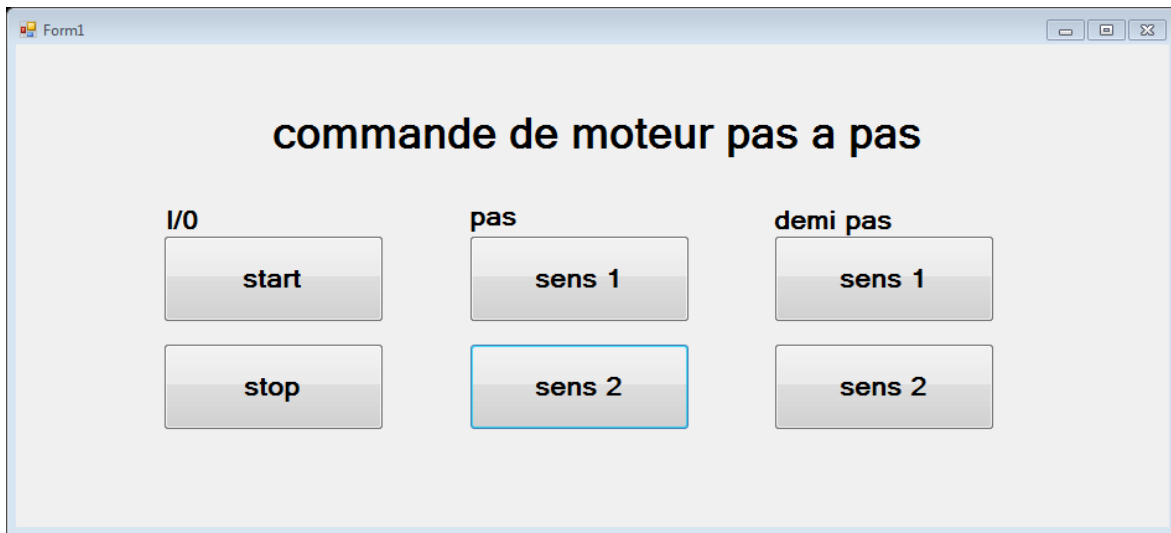 Form1
commande de moteur pas a pas
I/0 pas demi pas
start sens 1 sens 1
stop sens 2 sens 2